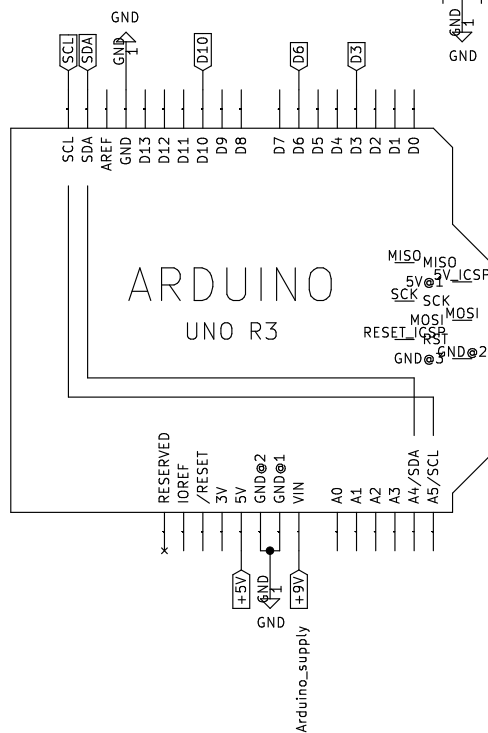 GND
GND
1
GND
GND
SCL
SDA
D10
D6
D3
SCL
SDA
AREF
GND
D13
D12
D11
D10
D9
D8
D7
D6
D5
D4
D3
D2
D1
D0
ARDUINO
UNO R3
MISO
MISO
5V_ICSP
5V@1
SCK
SCK
MOSI
MOSI
RESET_ICSP
RST
GND@2
GND@3
RESERVED
IOREF
/RESET
3V
5V
GND@2
GND@1
VIN
A0
A1
A2
A3
A4/SDA
A5/SCL
+5V
GND
1
+9V
GND
Arduino_supply